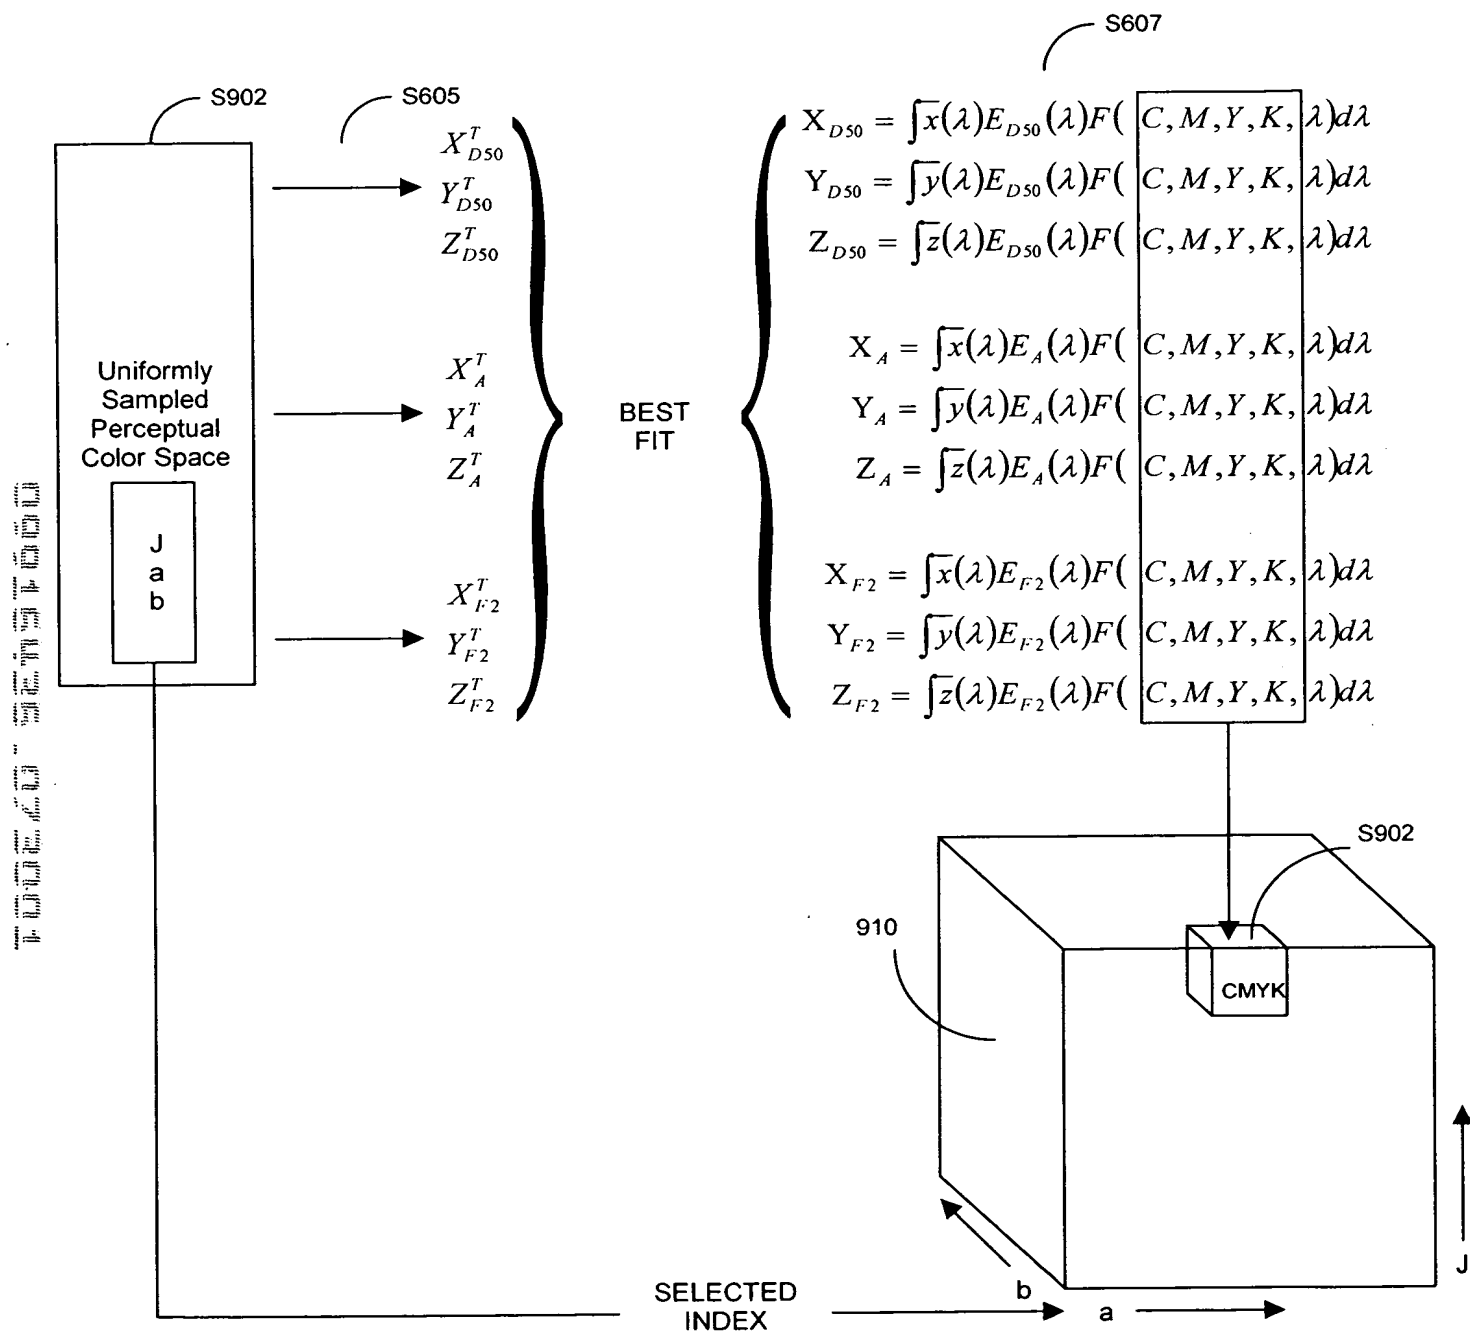 S607
S902
S605
X^T_{D50}
Y^T_{D50}
Z^T_{D50}
X^T_A
Y^T_A
Z^T_A
X^T_{F2}
Y^T_{F2}
Z^T_{F2}
Uniformly
Sampled
Perceptual
Color Space
J
a
b
BEST
FIT
X_{D50} = ∫x̅(λ)E_{D50}(λ)F( C, M, Y, K, λ)dλ
Y_{D50} = ∫y̅(λ)E_{D50}(λ)F( C, M, Y, K, λ)dλ
Z_{D50} = ∫z̅(λ)E_{D50}(λ)F( C, M, Y, K, λ)dλ
X_A = ∫x̅(λ)E_A(λ)F( C, M, Y, K, λ)dλ
Y_A = ∫y̅(λ)E_A(λ)F( C, M, Y, K, λ)dλ
Z_A = ∫z̅(λ)E_A(λ)F( C, M, Y, K, λ)dλ
X_{F2} = ∫x̅(λ)E_{F2}(λ)F( C, M, Y, K, λ)dλ
Y_{F2} = ∫y̅(λ)E_{F2}(λ)F( C, M, Y, K, λ)dλ
Z_{F2} = ∫z̅(λ)E_{F2}(λ)F( C, M, Y, K, λ)dλ
S902
910
CMYK
J
b
a
SELECTED
INDEX